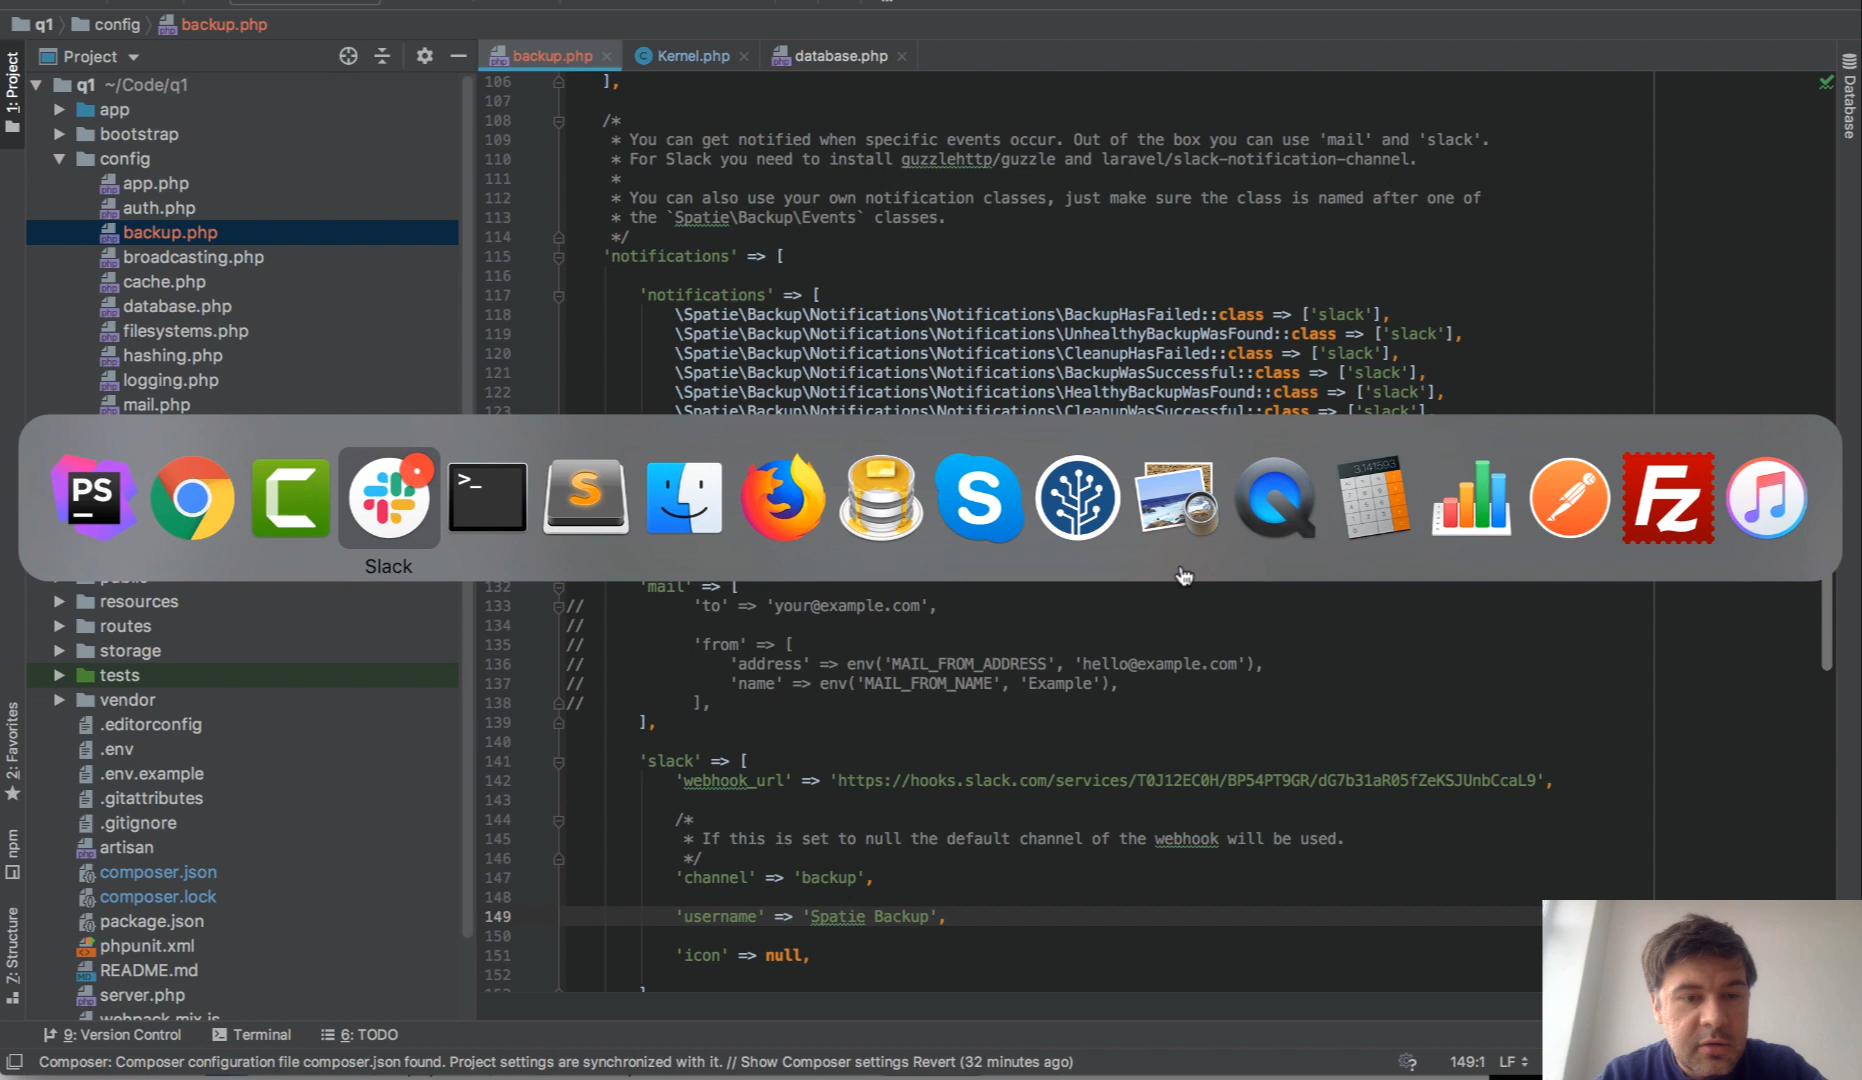 q1 config backup.php
Project
backup.php Kernel.php database.php
1: Project
Database
2: Favorites
npm
Z: Structure
q1 ~/Code/q1
app
bootstrap
config
app.php
auth.php
backup.php
broadcasting.php
cache.php
database.php
filesystems.php
hashing.php
logging.php
mail.php
resources
routes
storage
tests
vendor
.editorconfig
.env
.env.example
.gitattributes
.gitignore
artisan
composer.json
composer.lock
package.json
phpunit.xml
README.md
server.php
webpack.mix.js
106 ],
107
108 /*
109 * You can get notified when specific events occur. Out of the box you can use 'mail' and 'slack'.
110 * For Slack you need to install guzzlehttp/guzzle and laravel/slack-notification-channel.
111 *
112 * You can also use your own notification classes, just make sure the class is named after one of
113 * the `Spatie\Backup\Events` classes.
114 */
115 'notifications' => [
116
117 'notifications' => [
118 \Spatie\Backup\Notifications\Notifications\BackupHasFailed::class => ['slack'],
119 \Spatie\Backup\Notifications\Notifications\UnhealthyBackupWasFound::class => ['slack'],
120 \Spatie\Backup\Notifications\Notifications\CleanupHasFailed::class => ['slack'],
121 \Spatie\Backup\Notifications\Notifications\BackupWasSuccessful::class => ['slack'],
122 \Spatie\Backup\Notifications\Notifications\HealthyBackupWasFound::class => ['slack'],
123 \Spatie\Backup\Notifications\Notifications\CleanupWasSuccessful::class => ['slack'],
PS
>_
S
3.141593
Fz
Slack
132 'mail' => [
133 // 'to' => 'your@example.com',
134 //
135 // 'from' => [
136 // 'address' => env('MAIL_FROM_ADDRESS', 'hello@example.com'),
137 // 'name' => env('MAIL_FROM_NAME', 'Example'),
138 // ],
139 ],
140
141 'slack' => [
142 'webhook_url' => 'https://hooks.slack.com/services/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',
143
144 /*
145 * If this is set to null the default channel of the webhook will be used.
146 */
147 'channel' => 'backup',
148
149 'username' => 'Spatie Backup',
150
151 'icon' => null,
152
9: Version Control Terminal 6: TODO
Composer: Composer configuration file composer.json found. Project settings are synchronized with it. // Show Composer settings Revert (32 minutes ago) 149:1 LF